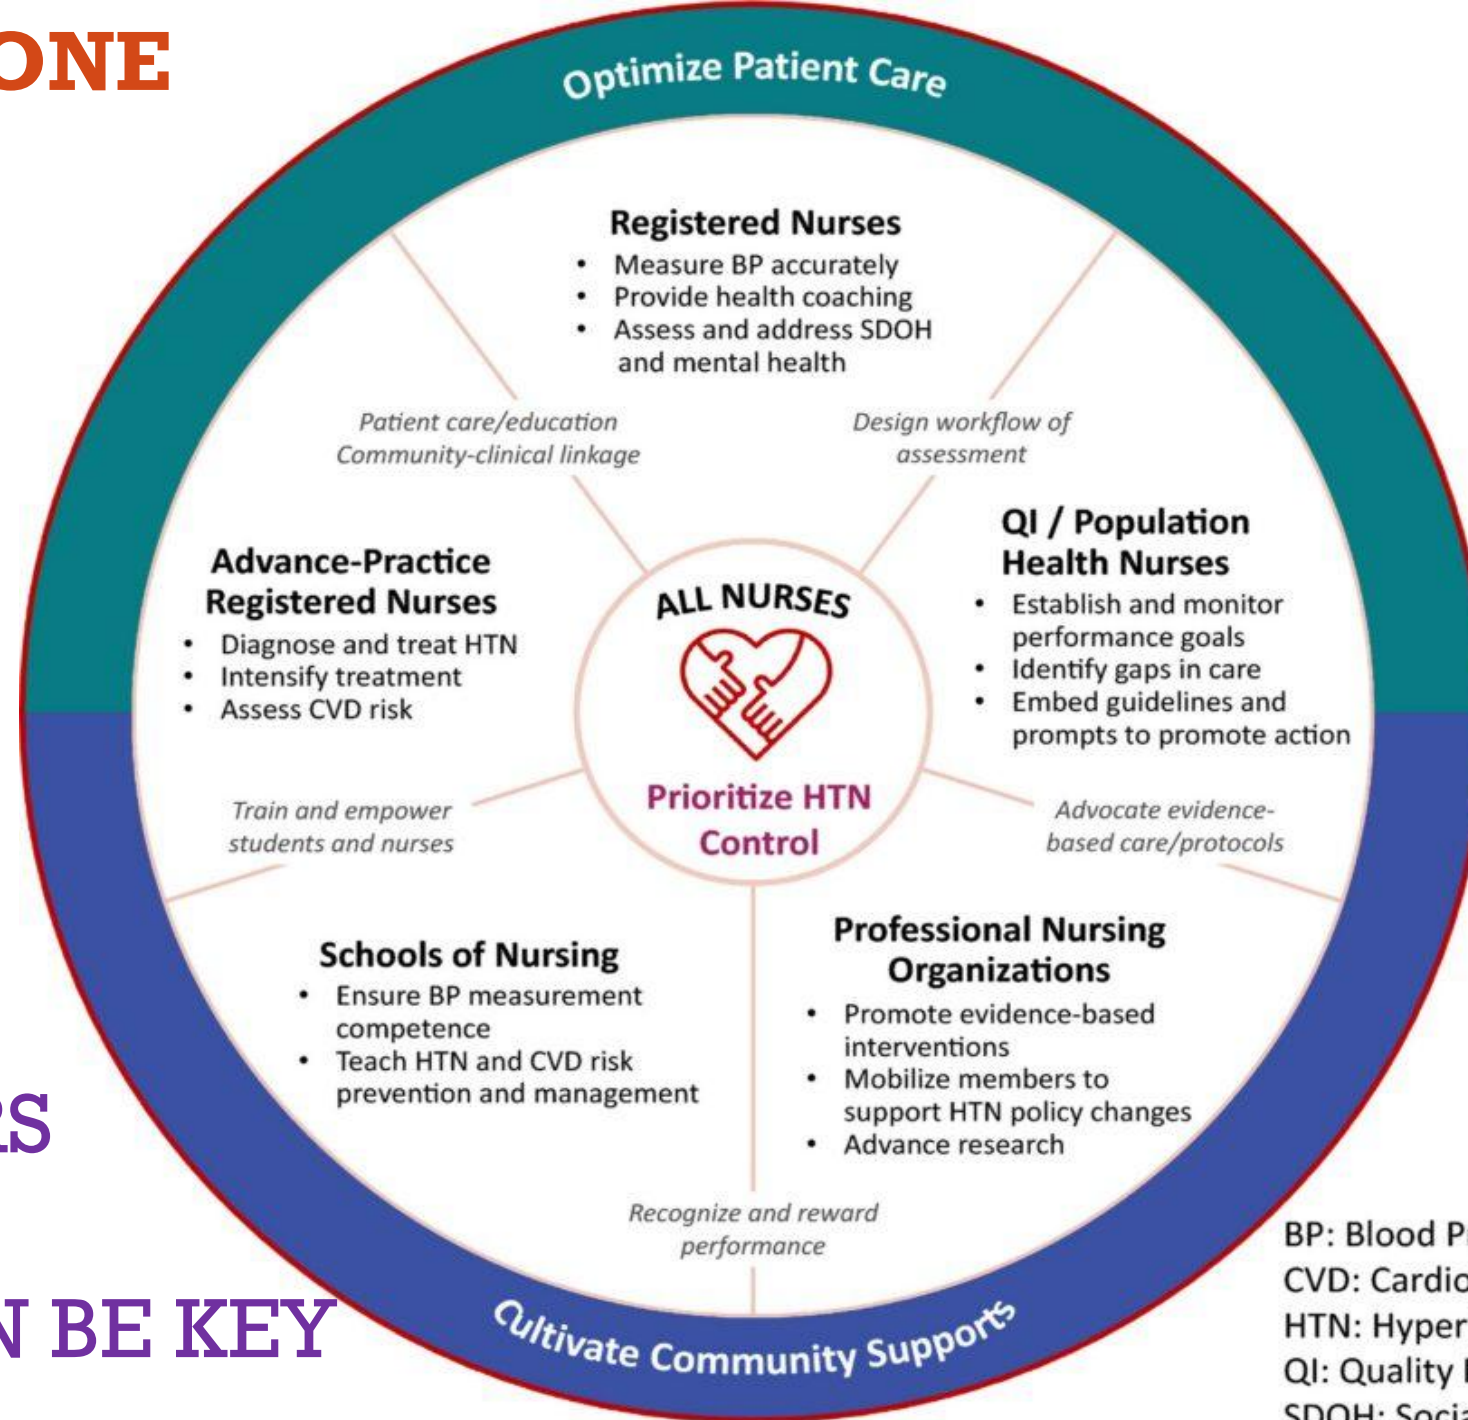 ONE
Optimize Patient Care
Registered Nurses
• Measure BP accurately
• Provide health coaching
• Assess and address SDOH
and mental health
Patient care/education
Community-clinical linkage
Design workflow of
assessment
Advance-Practice
Registered Nurses
• Diagnose and treat HTN
• Intensify treatment
• Assess CVD risk
ALL NURSES
Prioritize HTN
Control
QI / Population
Health Nurses
• Establish and monitor
performance goals
• Identify gaps in care
• Embed guidelines and
prompts to promote action
Train and empower
students and nurses
Advocate evidence-
based care/protocols
Schools of Nursing
• Ensure BP measurement
competence
• Teach HTN and CVD risk
prevention and management
Professional Nursing
Organizations
• Promote evidence-based
interventions
• Mobilize members to
support HTN policy changes
• Advance research
Recognize and reward
performance
Cultivate Community Supports
RS
N BE KEY
BP: Blood P
CVD: Cardio
HTN: Hyper
QI: Quality
SDOH: Socia